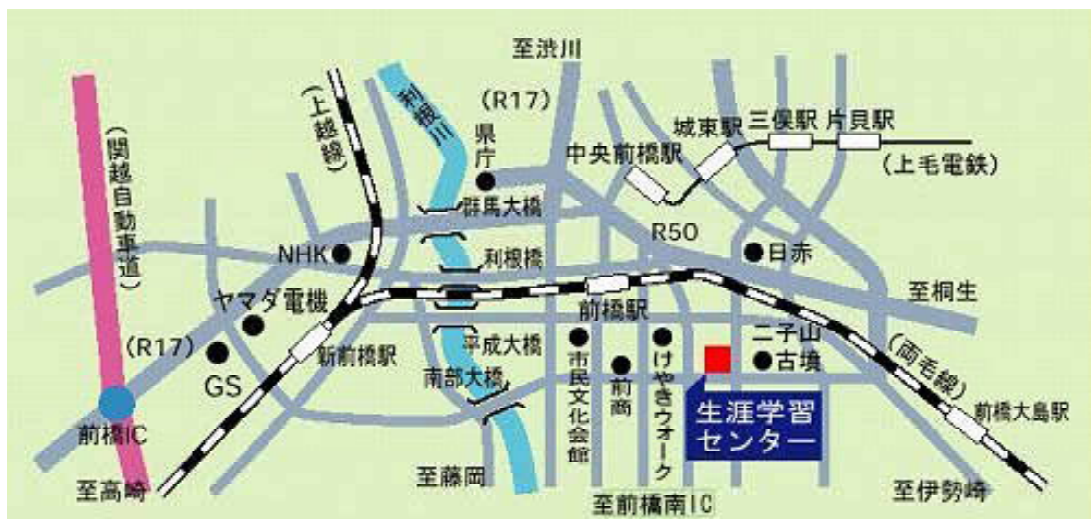 至渋川
(R17)
利根川
県庁
(上越線)
(関越自動車道)
城東駅
三俣駅
片貝駅
中央前橋駅
(上毛電鉄)
群馬大橋
R50
NHK
利根橋
日赤
至桐生
ヤマダ電機
前橋駅
二子山
古墳
(R17)
GS
新前橋駅
平成大橋
南部大橋
市民文化会館
前商
けやきウォーク
(両毛線)
生涯学習
センター
前橋大島駅
前橋IC
至高崎
至藤岡
至前橋南IC
至伊勢崎